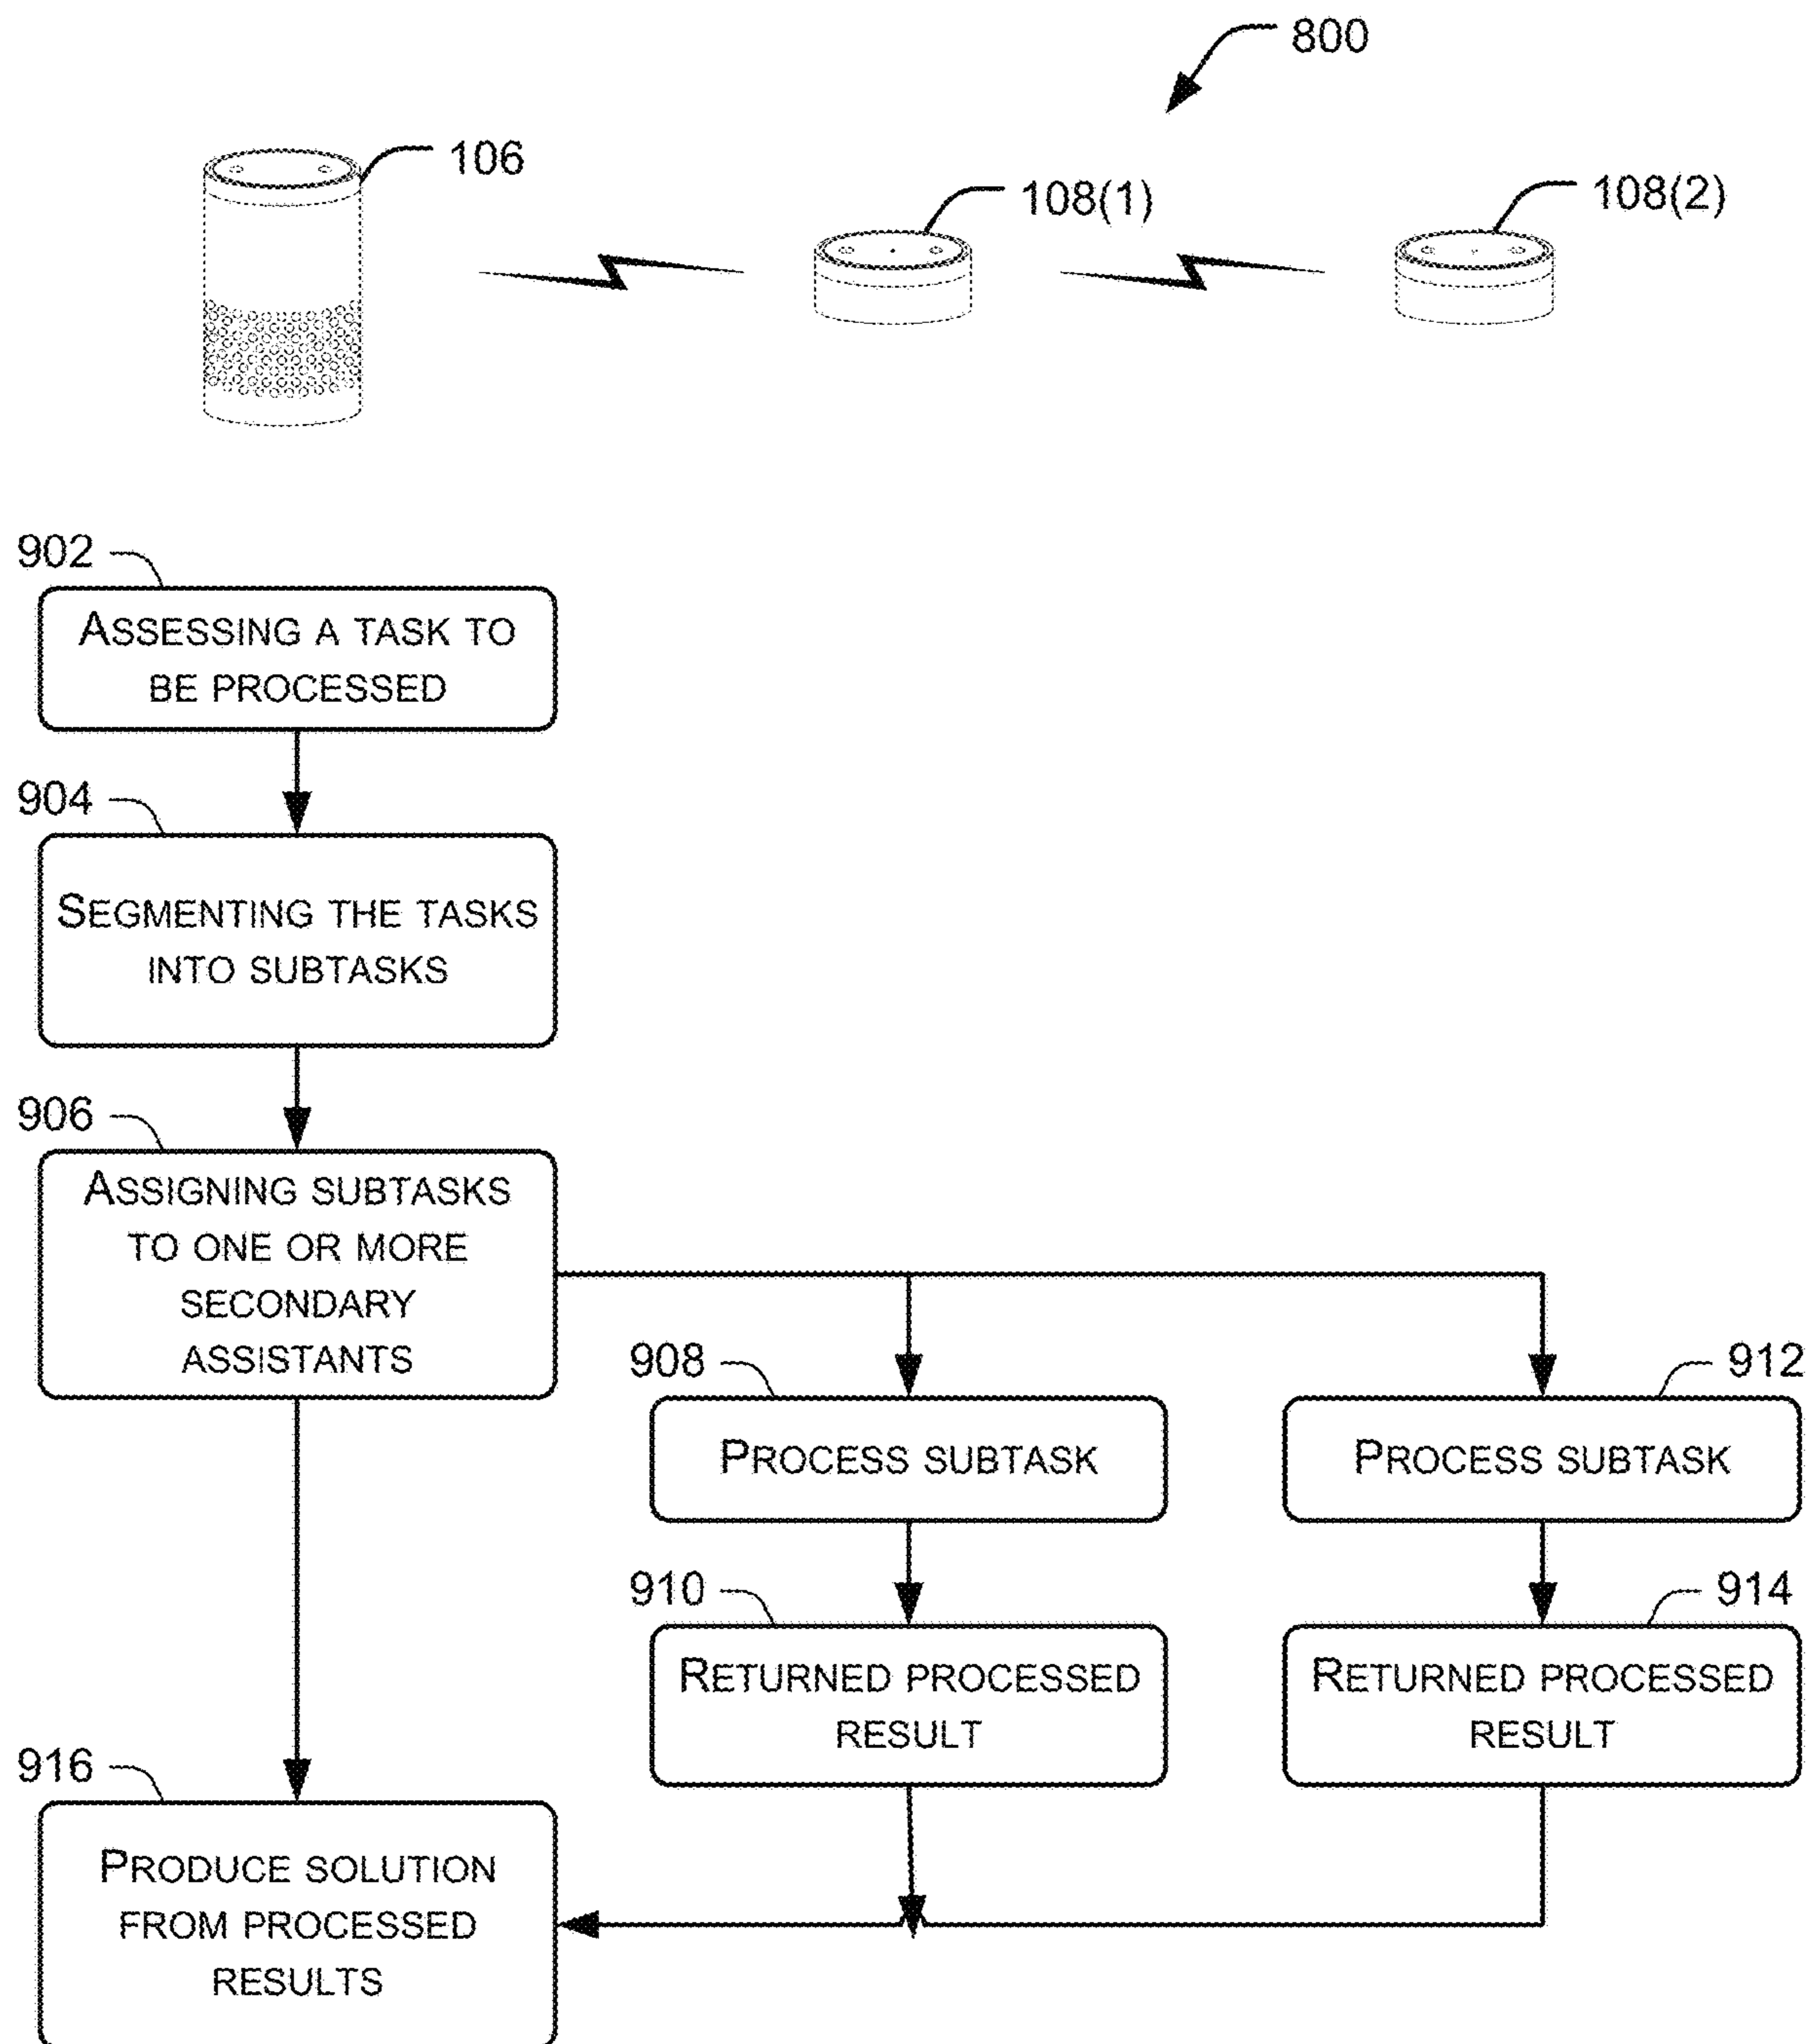 800
106
108(1)
108(2)
902
ASSESSING A TASK TO
BE PROCESSED
904
SEGMENTING THE TASKS
INTO SUBTASKS
906
ASSIGNING SUBTASKS
TO ONE OR MORE
SECONDARY
ASSISTANTS
908
PROCESS SUBTASK
912
PROCESS SUBTASK
910
RETURNED PROCESSED
RESULT
914
RETURNED PROCESSED
RESULT
916
PRODUCE SOLUTION
FROM PROCESSED
RESULTS